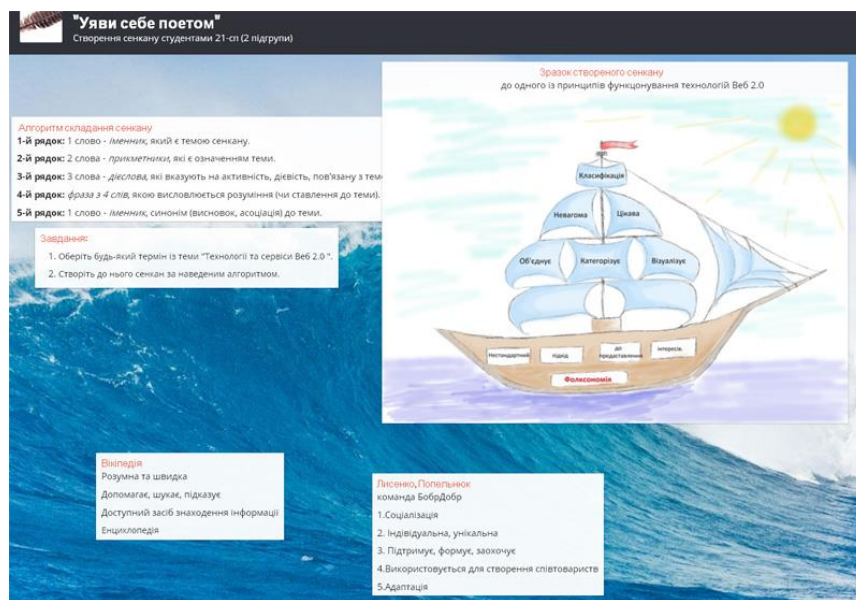 "Уяви себе поетом"
Створення сенкану студентами 21-сп (2 підгрупи)
Зразок створеного сенкану
до одного із принципів функціонування технологій Веб 2.0
Класифікація
Невагома Цікава
Об'єднує Категорізує Візуалізує
Нестандартний підхід до предоставлення інтересів.
Фолксономія
Алгоритм складання сенкану
1-й рядок: 1 слово - іменник, який є темою сенкану.
2-й рядок: 2 слова - прикметники, які є означенням теми.
3-й рядок: 3 слова - дієслова, які вказують на активність, дієвість, пов'язану з тем
4-й рядок: фраза з 4 слів, якою висловлюється розуміння (чи ставлення до теми).
5-й рядок: 1 слово - іменник, синонім (висновок, асоціація) до теми.
Завдання:
1. Оберіть будь-який термін із теми "Технології та сервіси Веб 2.0 ".
2. Створіть до нього сенкан за наведеним алгоритмом.
Вікіпедія
Розумна та швидка
Допомагає, шукає, підказує
Доступний засіб знаходження інформації
Енциклопедія
Лисенко, Попельнюк
команда БобрДобр
1.Соціалізація
2. Індивідуальна, унікальна
3. Підтримує, формує, заохочує
4.Використовується для створення співтовариств
5.Адаптація